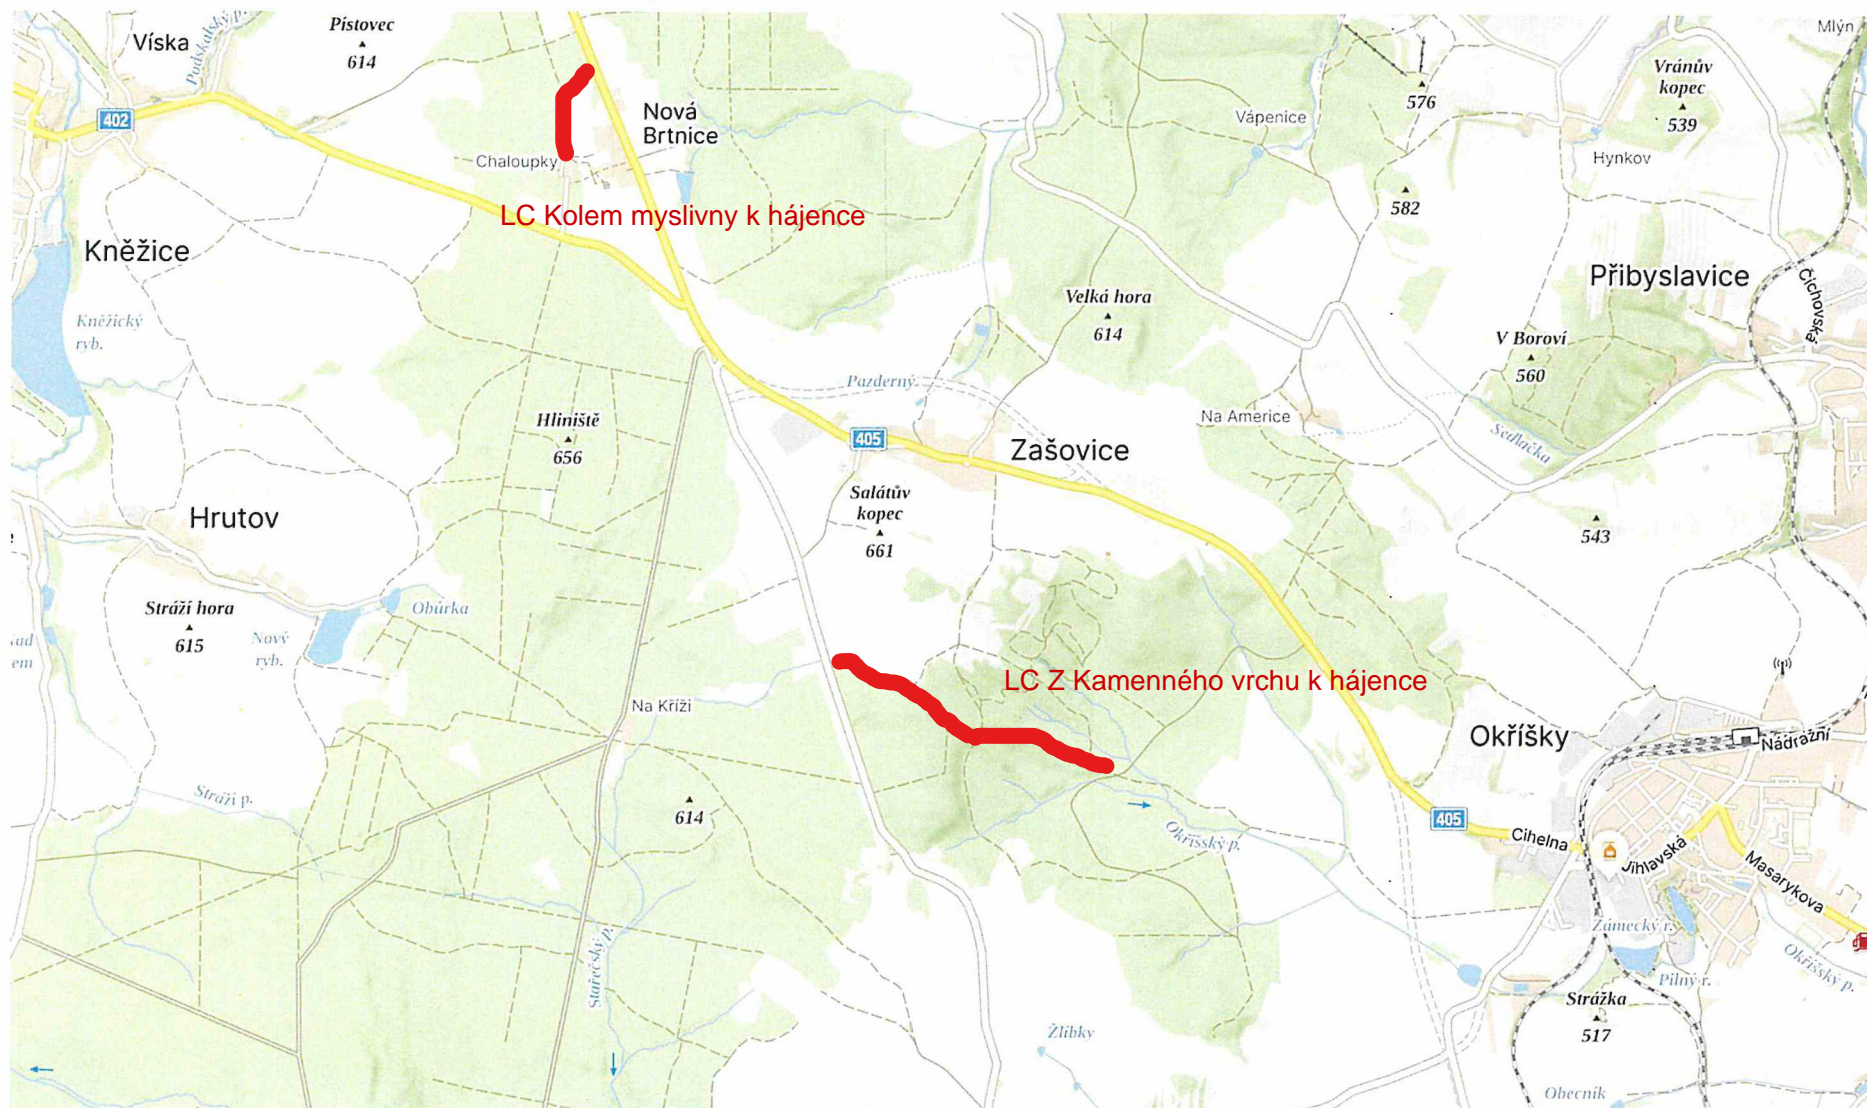 Víska
Podskalský p.
Pístovec
614
402
Nová
Brtnice
Chaloupky
Vápenice
576
Mlýn
Vránův
kopec
539
Hynkov
582
LC Kolem myslivny k hájence
Kněžice
Kněžický
ryb.
Velká hora
614
Přibyslavice
Číchovská
V Boroví
560
Pazderný
Na Americe
Sedlačka
Hliniště
656
405
Zašovice
Salátův
kopec
661
543
Hrutov
Obůrka
Stráží hora
615
Nový
ryb.
LC Z Kamenného vrchu k hájence
Na Kříži
Okříšky
Nádražní
Stráží p.
614
Okříšský p.
405
Cihelna
Jihlavská
Masarykova
Stařečský p.
Zámecký r.
Pilný r.
Okříšský p.
Strážka
517
Žlíbky
Obecník